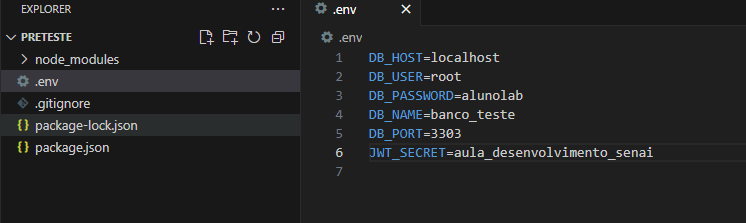 EXPLORER
PRETESTE
node_modules
.env
.gitignore
package-lock.json
package.json
.env
.env
1 DB_HOST=localhost
2 DB_USER=root
3 DB_PASSWORD=alunolab
4 DB_NAME=banco_teste
5 DB_PORT=3303
6 JWT_SECRET=aula_desenvolvimento_senai
7